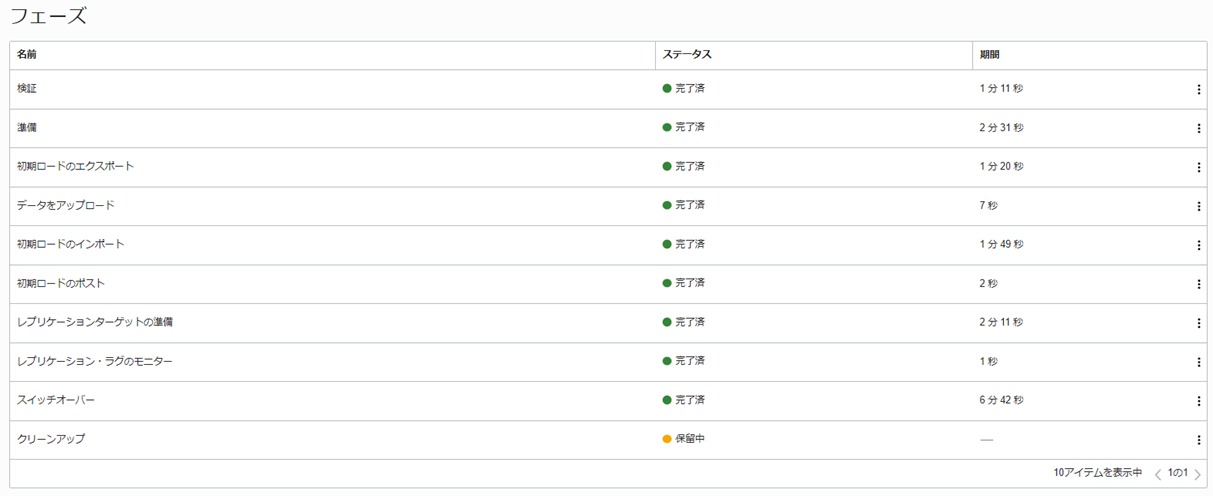 フェーズ
名前 ステータス 期間
検証 完了済 1 分 11 秒
準備 完了済 2 分 31 秒
初期ロードのエクスポート 完了済 1 分 20 秒
データをアップロード 完了済 7 秒
初期ロードのインポート 完了済 1 分 49 秒
初期ロードのポスト 完了済 2 秒
レプリケーションターゲットの準備 完了済 2 分 11 秒
レプリケーション・ラグのモニター 完了済 1 秒
スイッチオーバー 完了済 6 分 42 秒
クリーンアップ 保留中 —
10アイテムを表示中 1の1